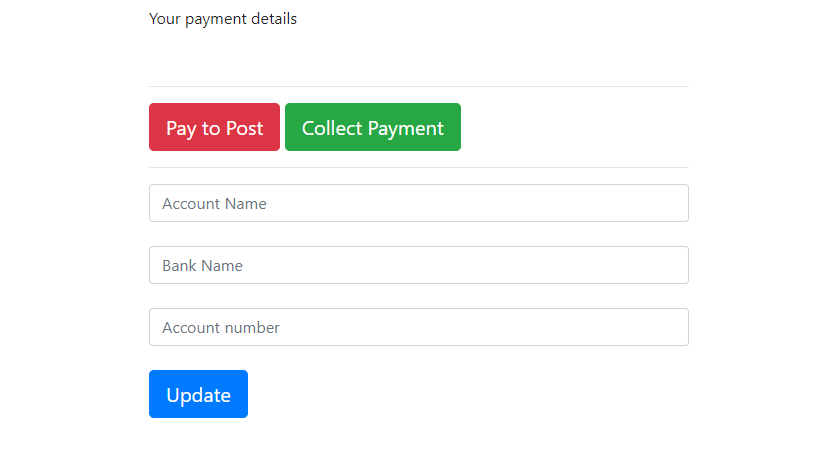 Your payment details
Pay to Post Collect Payment
Account Name
Bank Name
Account number
Update